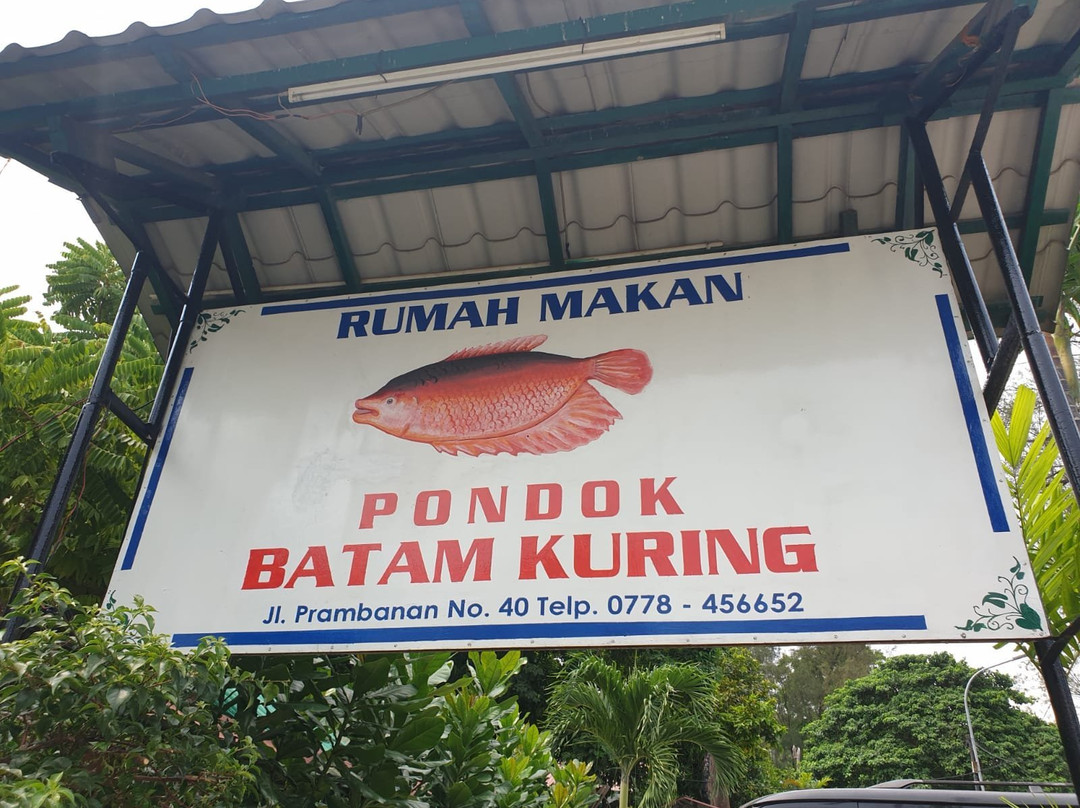 RUMAH MAKAN
PONDOK
BATAM KURING
Jl. Prambanan No. 40 Telp. 0778 - 456652